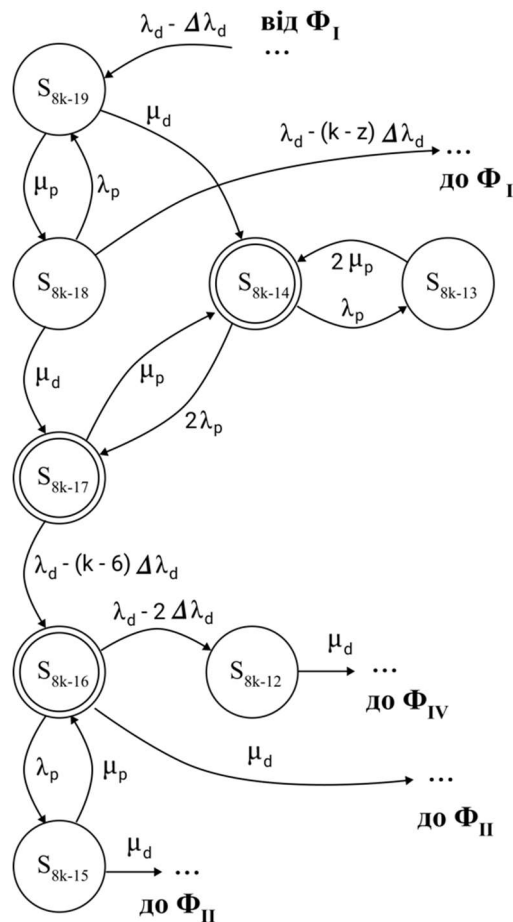 λd - Δλd від ΦI
...
S8k-19
μd
λd - (k - z) Δλd
...
до ΦI
μp λp
S8k-18
S8k-14
2 μp
S8k-13
λp
μd
μp
2λp
S8k-17
λd - (k - 6) Δλd
λd - 2 Δλd
S8k-16
S8k-12
μd
...
до ΦIV
λp μp
μd
...
до ΦII
S8k-15
μd
...
до ΦII